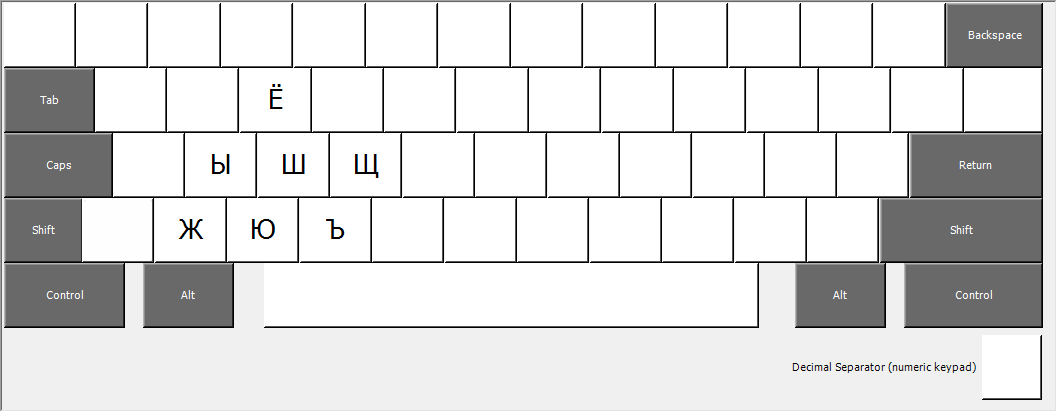 Backspace
Tab Ё
Caps Ы Ш Щ Return
Shift Ж Ю Ъ Shift
Control Alt Alt Control
Decimal Separator (numeric keypad)